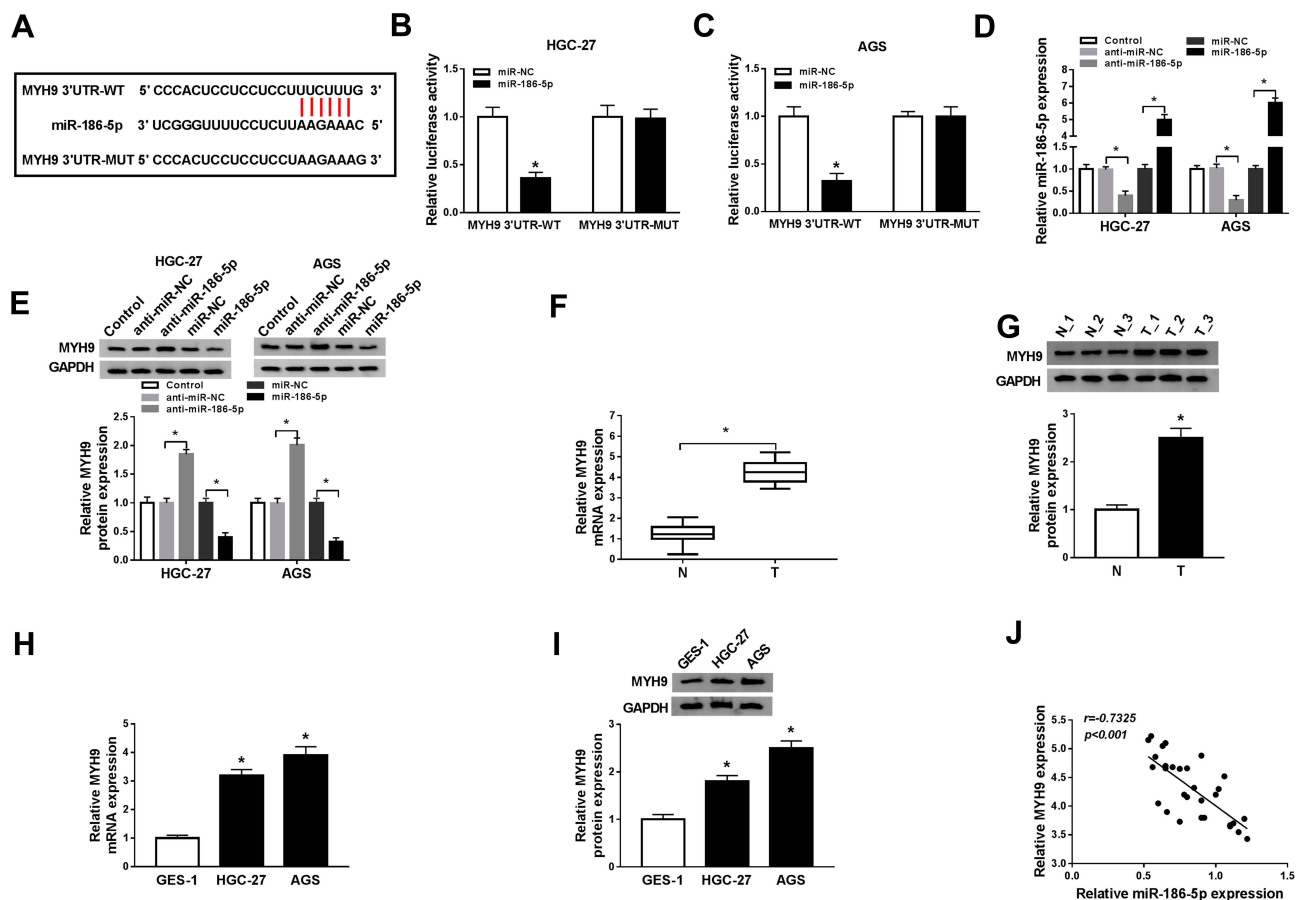 A
MYH9 3'UTR-WT 5' CCCACUCCUCCUCCUUUCUUUG 3'
miR-186-5p 3' UCGGGUUUUCCUCUUAAGAAAC 5'
MYH9 3'UTR-MUT 5' CCCACUCCUCCUCCUAAGAAAG 3'
B
HGC-27
miR-NC
miR-186-5p
Relative luciferase activity
1.5
1.0
0.5
0.0
*
MYH9 3'UTR-WT MYH9 3'UTR-MUT
C
AGS
miR-NC
miR-186-5p
Relative luciferase activity
1.5
1.0
0.5
0.0
*
MYH9 3'UTR-WT MYH9 3'UTR-MUT
D
Control
anti-miR-NC
anti-miR-186-5p
miR-NC
miR-186-5p
Relative miR-186-5p expression
8
7
6
5
4
1.5
1.0
0.5
0.0
* * * *
HGC-27 AGS
E
HGC-27
Control
anti-miR-NC
anti-miR-186-5p
miR-NC
miR-186-5p
AGS
Control
anti-miR-NC
anti-miR-186-5p
miR-NC
miR-186-5p
MYH9
GAPDH
Control
anti-miR-NC
anti-miR-186-5p
miR-NC
miR-186-5p
Relative MYH9
protein expression
2.5
2.0
1.5
1.0
0.5
0.0
* * * *
HGC-27 AGS
F
Relative MYH9
mRNA expression
7
6
5
4
3
2
1
0
*
N T
G
N_1 N_2 N_3 T_1 T_2 T_3
MYH9
GAPDH
Relative MYH9
protein expression
3
2
1
0
*
N T
H
Relative MYH9
mRNA expression
5
4
3
2
1
0
* *
GES-1 HGC-27 AGS
I
GES-1 HGC-27 AGS
MYH9
GAPDH
Relative MYH9
protein expression
3
2
1
0
* *
GES-1 HGC-27 AGS
J
r=-0.7325
p<0.001
Relative MYH9 expression
5.5
5.0
4.5
4.0
3.5
3.0
0.0 0.5 1.0 1.5
Relative miR-186-5p expression